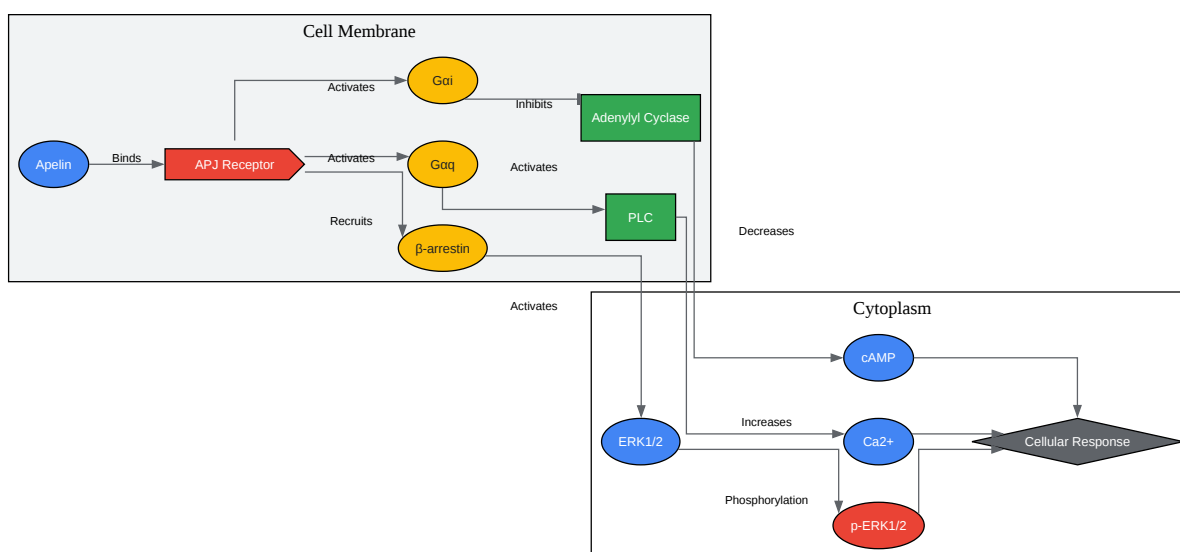 Cell Membrane
Gαi
Activates
Inhibits
Adenylyl Cyclase
Apelin
Binds
APJ Receptor
Activates
Gαq
Activates
PLC
Recruits
β-arrestin
Decreases
Activates
Cytoplasm
cAMP
Increases
ERK1/2
Ca2+
Cellular Response
Phosphorylation
p-ERK1/2